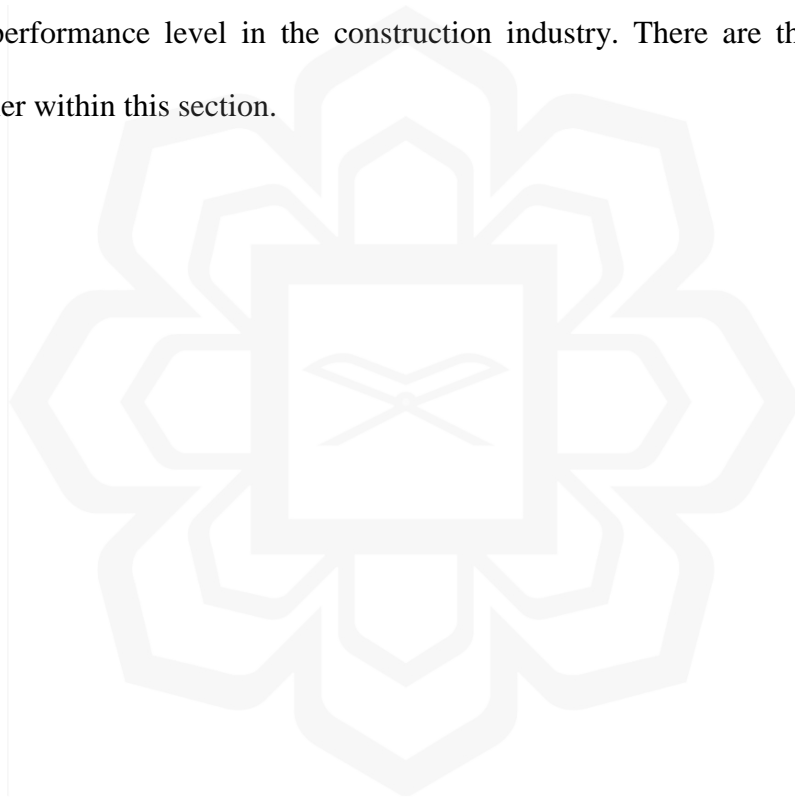 performance level in the construction industry. There are th
er within this section.